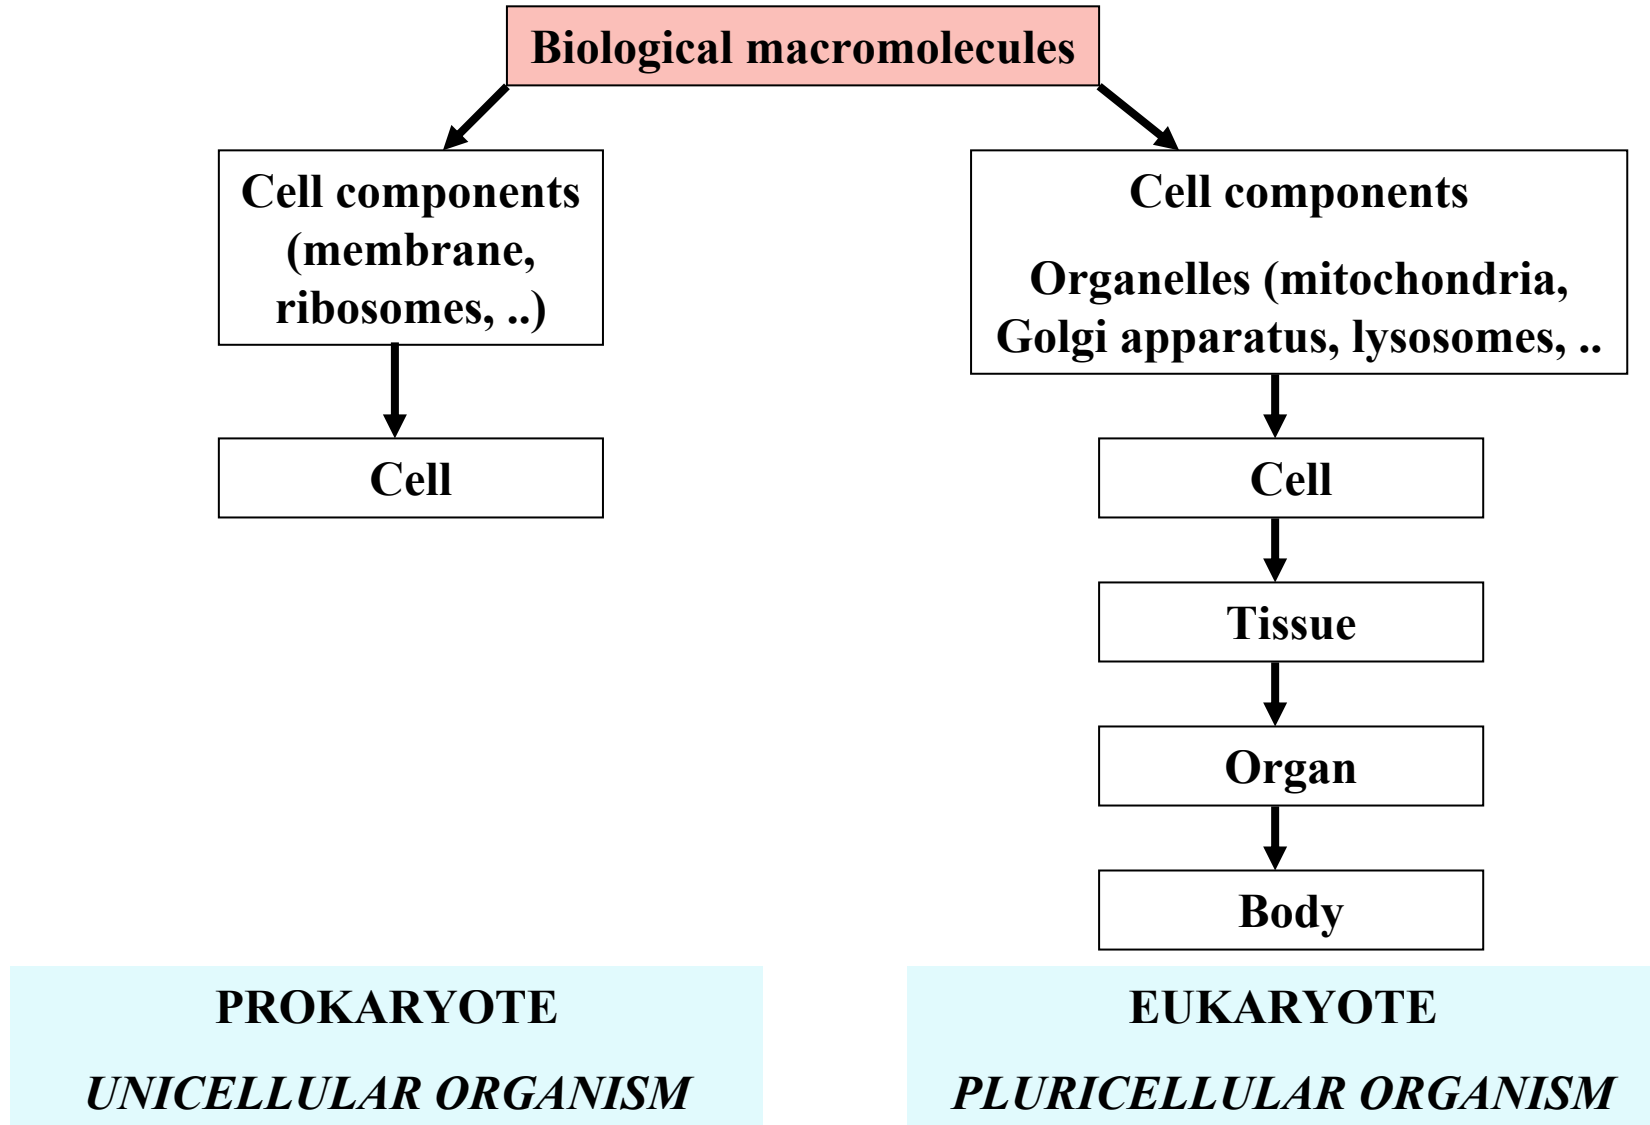 Biological macromolecules
Cell components
(membrane,
ribosomes, ..)
Cell
Cell components
Organelles (mitochondria,
Golgi apparatus, lysosomes, ..
Cell
Tissue
Organ
Body
PROKARYOTE
UNICELLULAR ORGANISM
EUKARYOTE
PLURICELLULAR ORGANISM